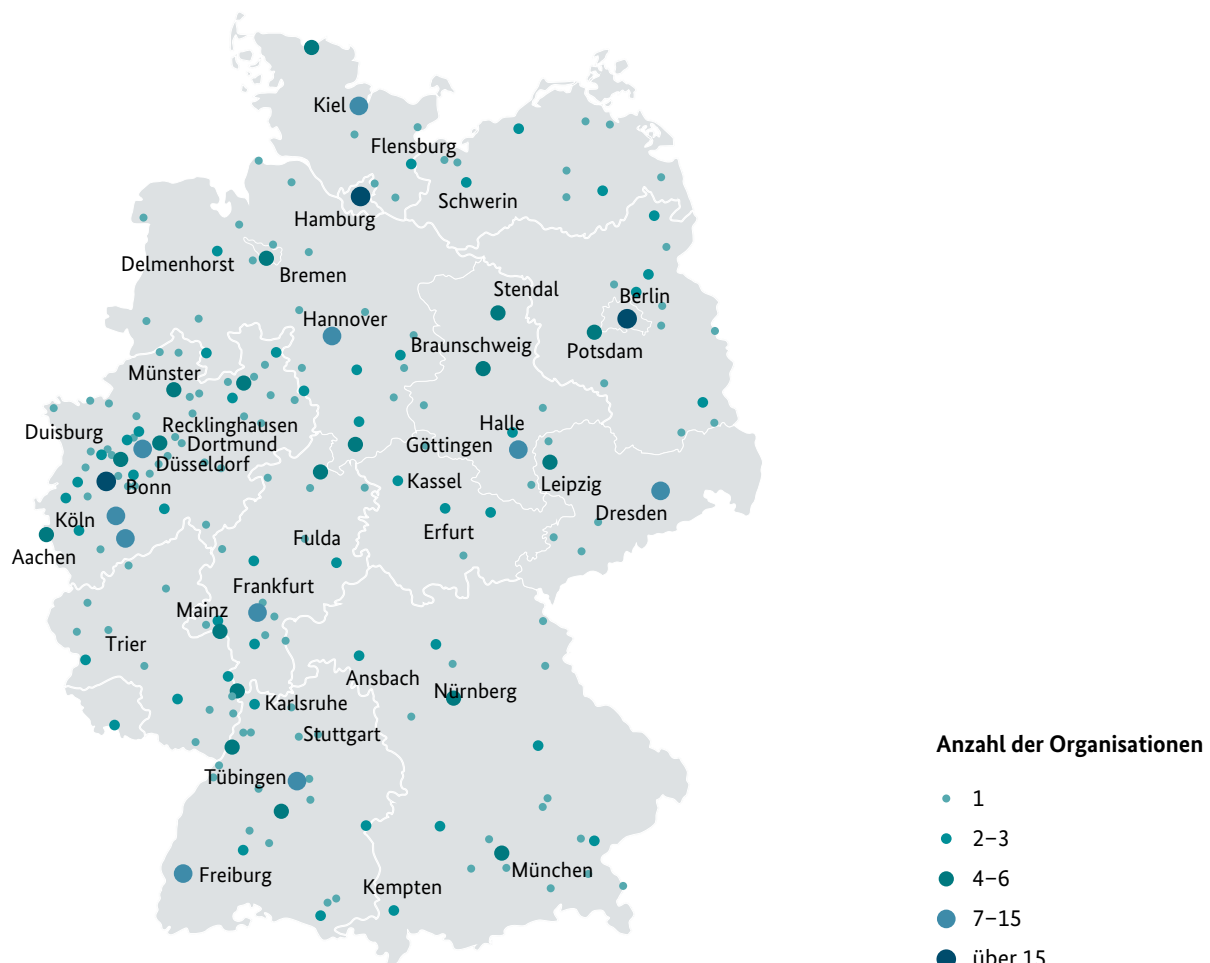 Kiel
Flensburg
Schwerin
Hamburg
Delmenhorst
Bremen
Stendal
Berlin
Hannover
Braunschweig
Potsdam
Münster
Recklinghausen
Halle
Duisburg
Dortmund
Göttingen
Düsseldorf
Leipzig
Kassel
Bonn
Köln
Dresden
Erfurt
Fulda
Aachen
Frankfurt
Mainz
Trier
Ansbach
Nürnberg
Karlsruhe
Stuttgart
Tübingen
Freiburg
München
Kempten
Anzahl der Organisationen
1
2–3
4–6
7–15
über 15